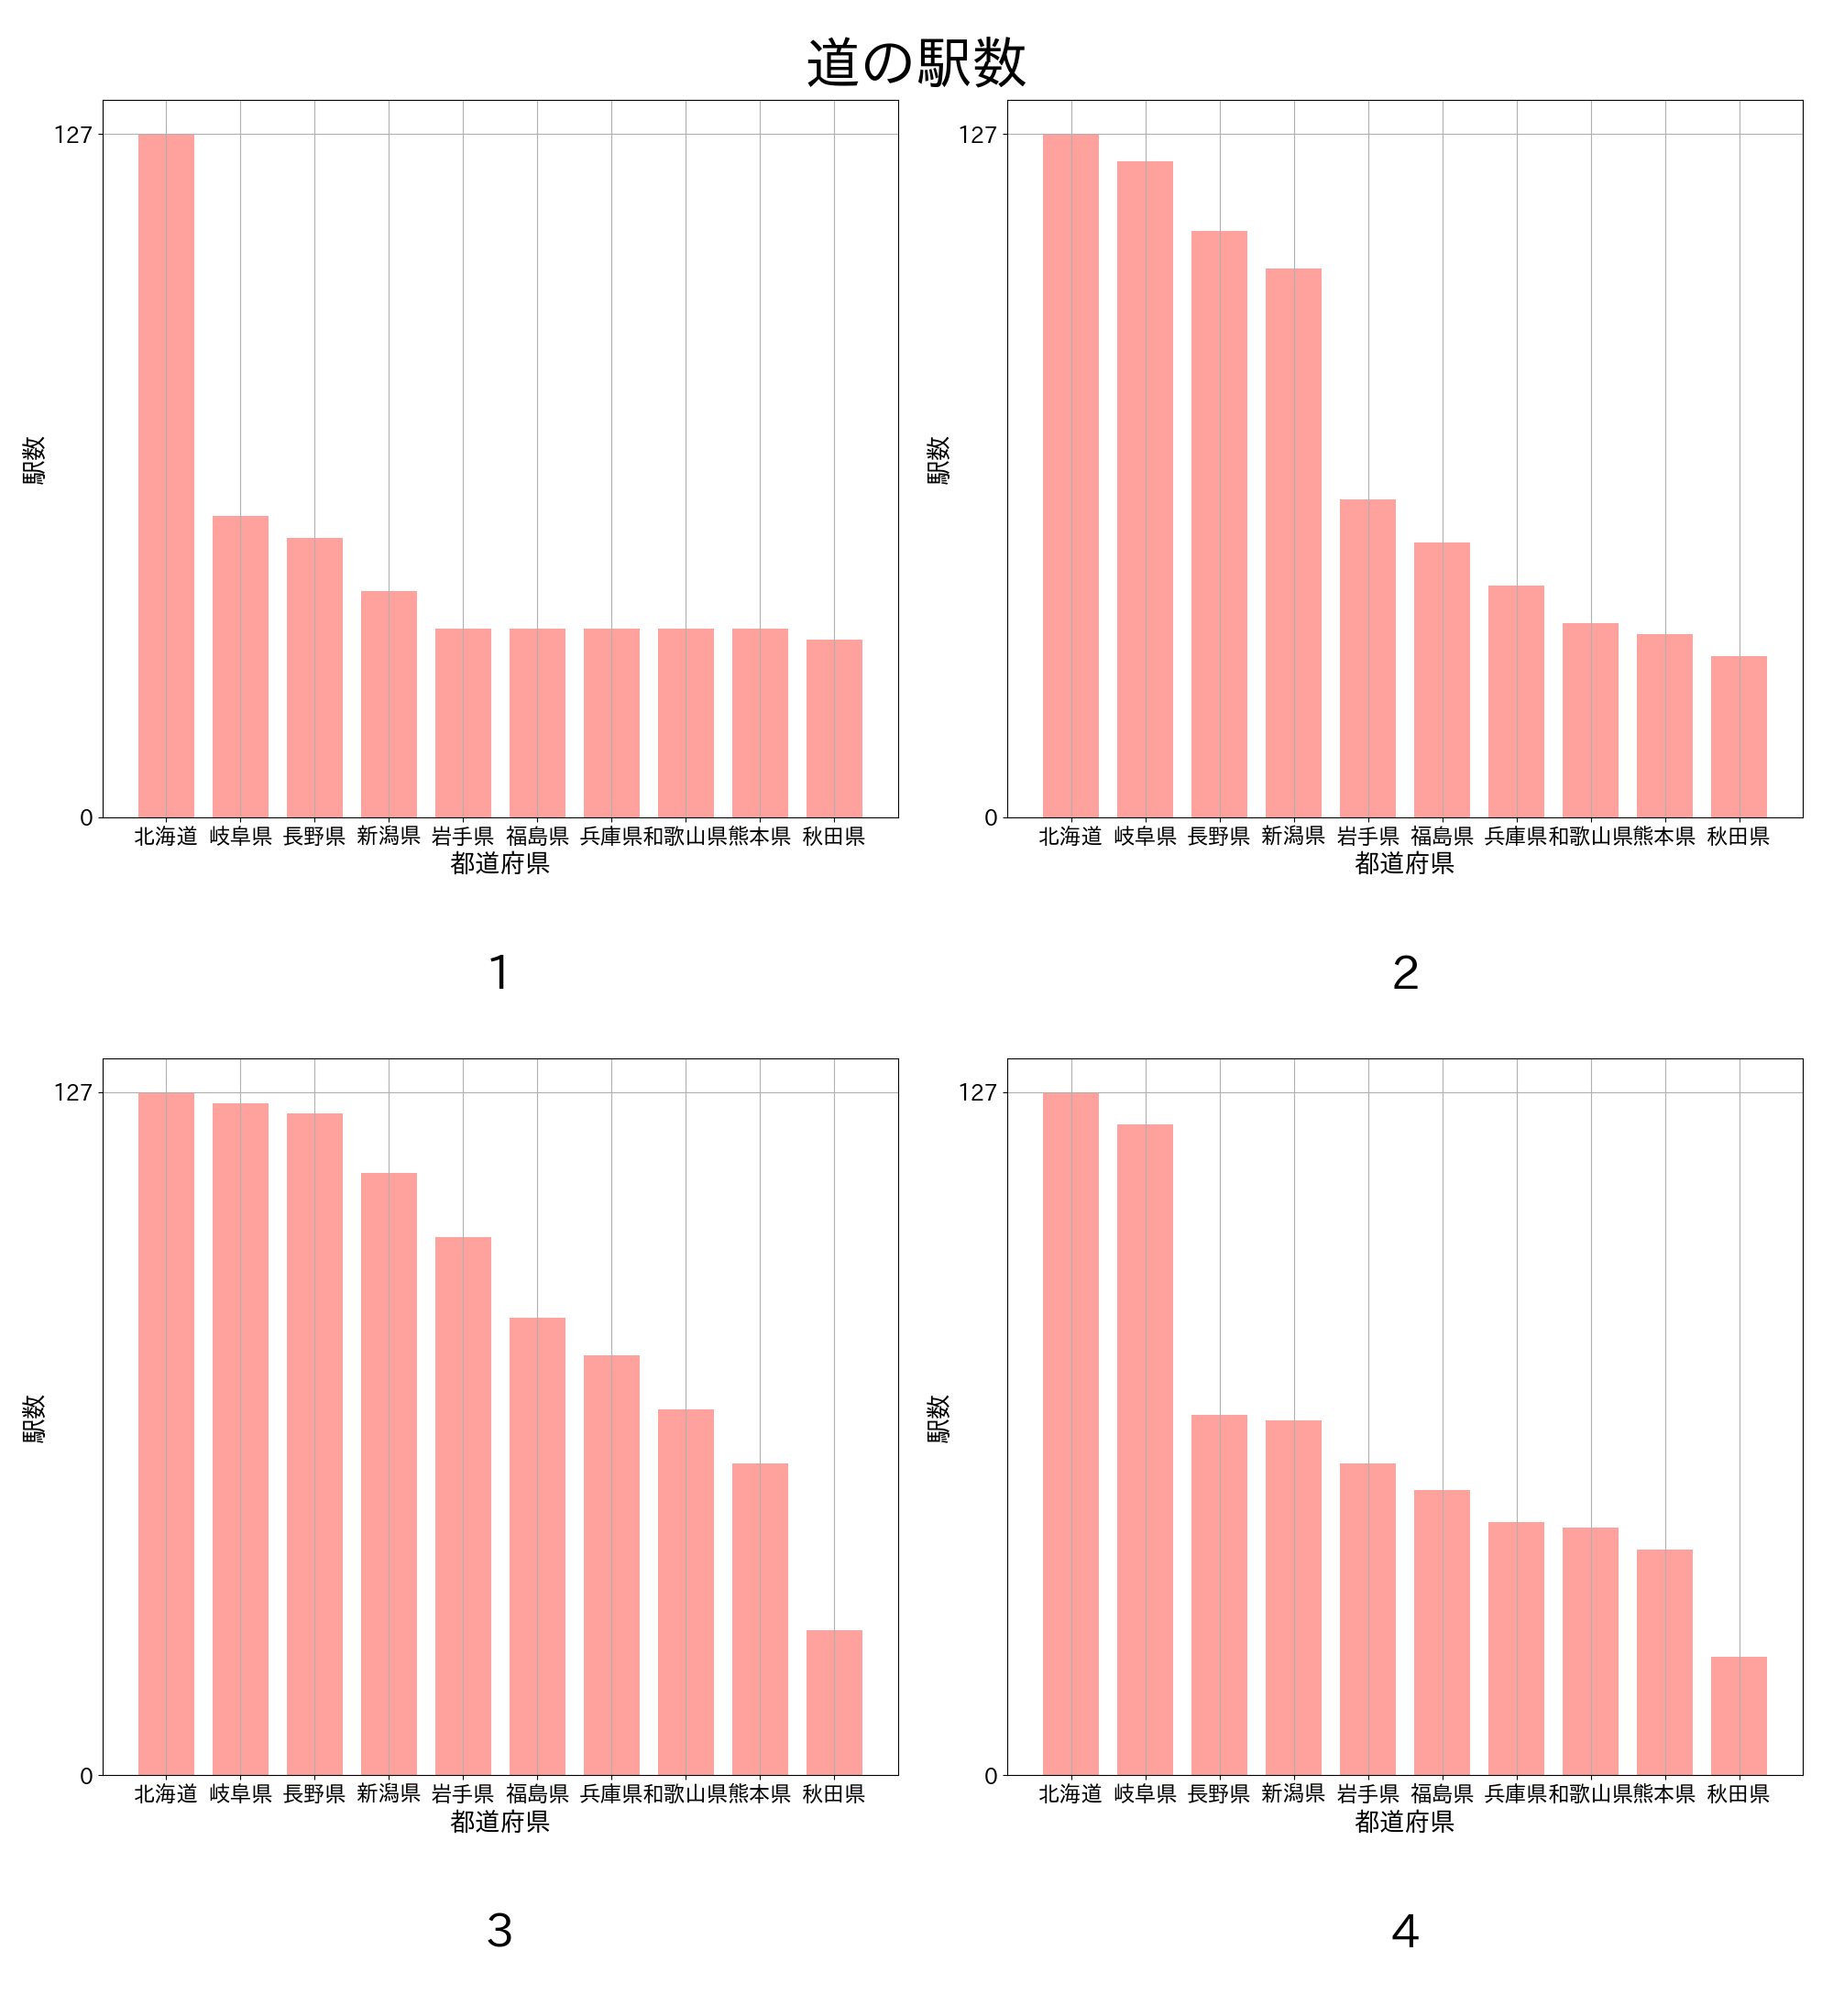 道の駅数
127
0
駅数
北海道 岐阜県 長野県 新潟県 岩手県 福島県 兵庫県 和歌山県 熊本県 秋田県
都道府県
1
127
0
駅数
北海道 岐阜県 長野県 新潟県 岩手県 福島県 兵庫県 和歌山県 熊本県 秋田県
都道府県
2
127
0
駅数
北海道 岐阜県 長野県 新潟県 岩手県 福島県 兵庫県 和歌山県 熊本県 秋田県
都道府県
3
127
0
駅数
北海道 岐阜県 長野県 新潟県 岩手県 福島県 兵庫県 和歌山県 熊本県 秋田県
都道府県
4